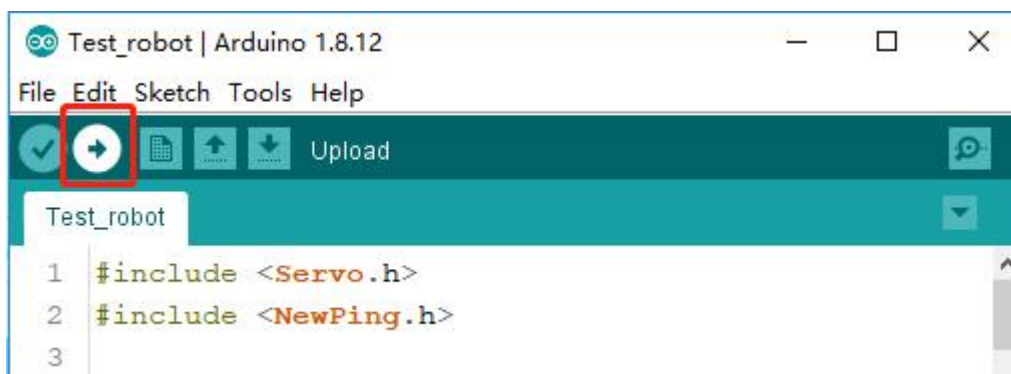 Test_robot | Arduino 1.8.12
File Edit Sketch Tools Help
Upload
Test_robot
1 #include <Servo.h>
2 #include <NewPing.h>
3